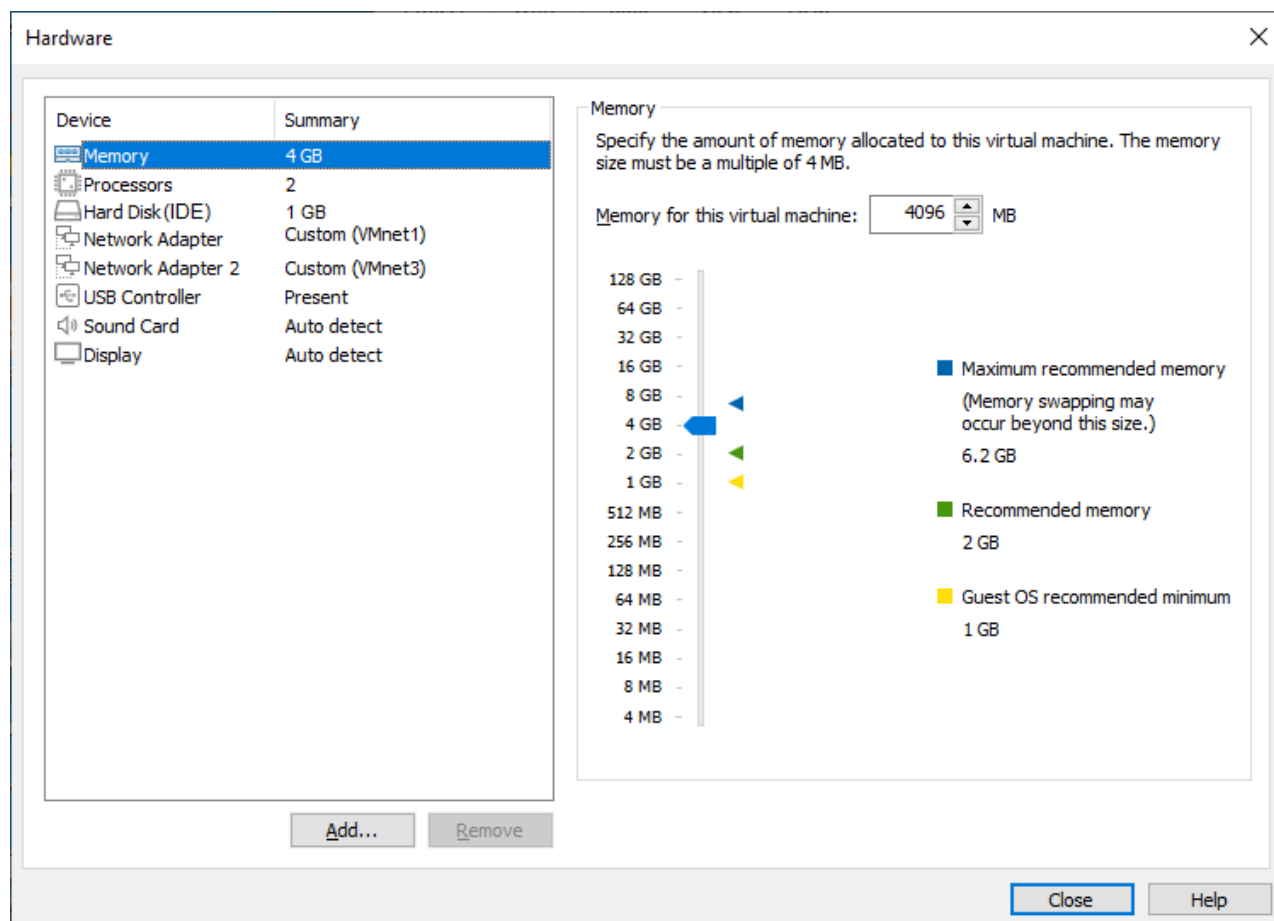 Hardware
Device Summary
Memory 4 GB
Processors 2
Hard Disk (IDE) 1 GB
Network Adapter Custom (VMnet1)
Network Adapter 2 Custom (VMnet3)
USB Controller Present
Sound Card Auto detect
Display Auto detect
Add...
Remove
Memory
Specify the amount of memory allocated to this virtual machine. The memory
size must be a multiple of 4 MB.
Memory for this virtual machine: 4096 MB
128 GB
64 GB
32 GB
16 GB
8 GB
4 GB
2 GB
1 GB
512 MB
256 MB
128 MB
64 MB
32 MB
16 MB
8 MB
4 MB
Maximum recommended memory
(Memory swapping may
occur beyond this size.)
6.2 GB
Recommended memory
2 GB
Guest OS recommended minimum
1 GB
Close
Help